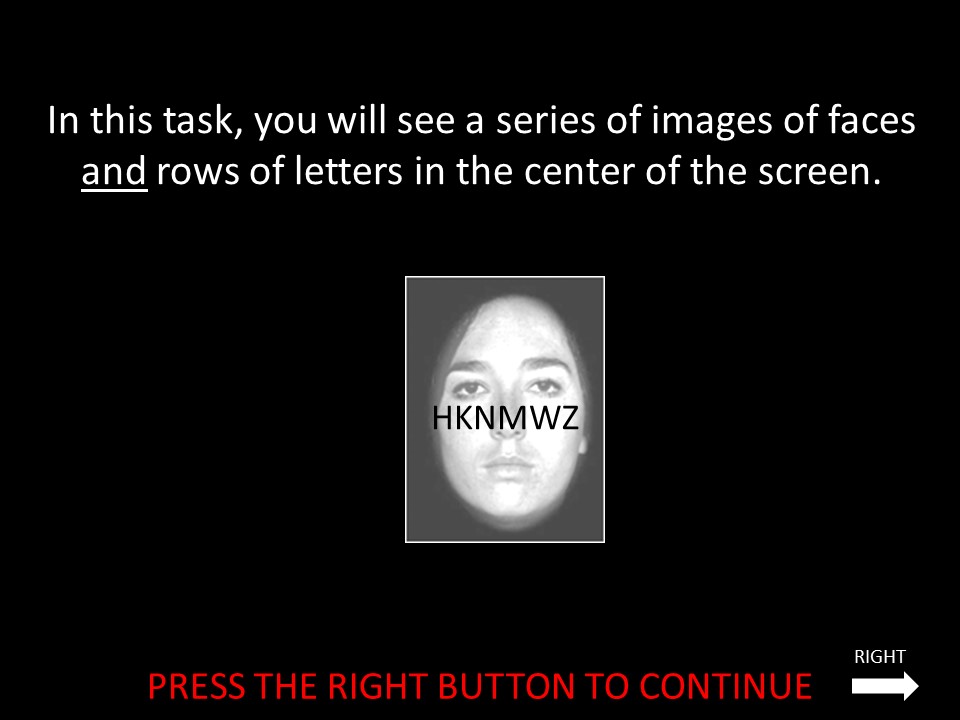 In this task, you will see a series of images of faces
and rows of letters in the center of the screen.
HKNMWZ
RIGHT
PRESS THE RIGHT BUTTON TO CONTINUE